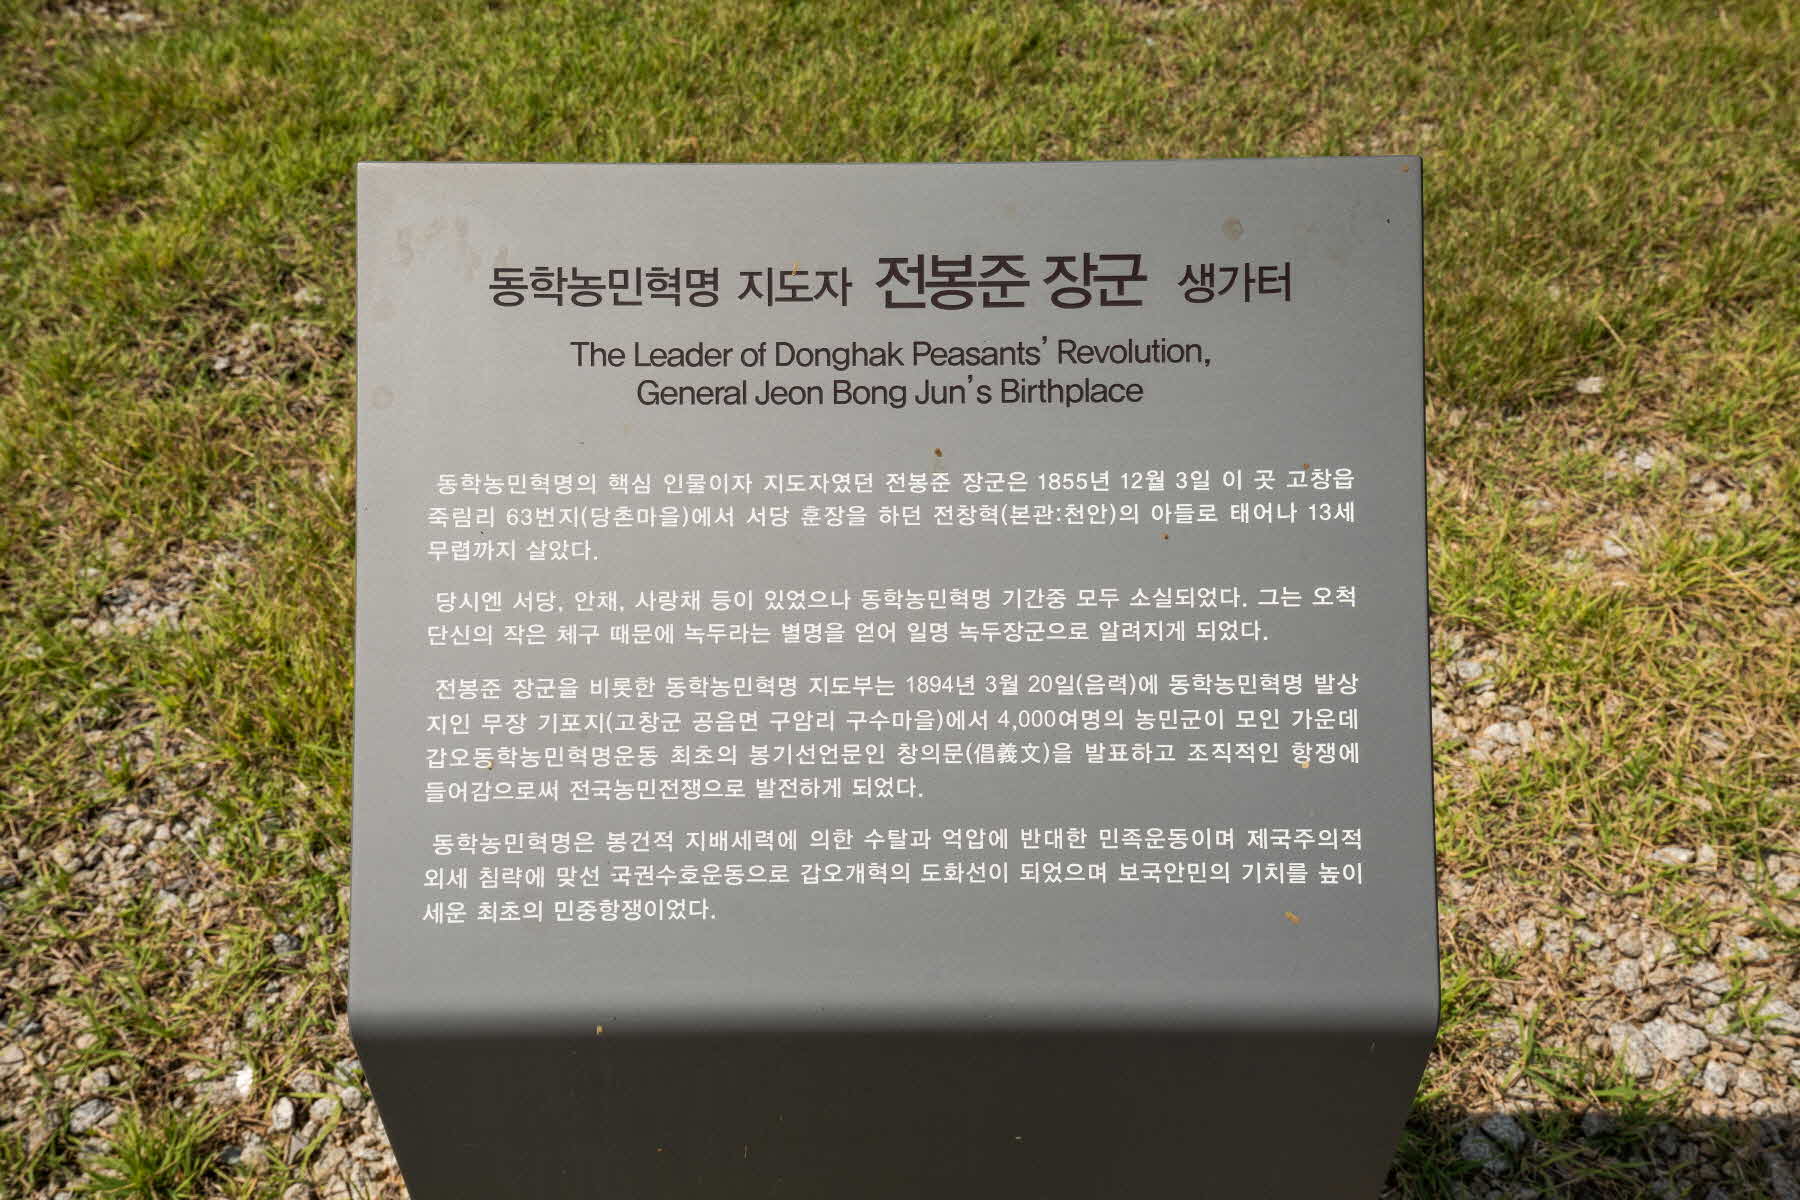 동학농민혁명 지도자 전봉준 장군 생가터
The Leader of Donghak Peasants’ Revolution,
General Jeon Bong Jun’s Birthplace
동학농민혁명의 핵심 인물이자 지도자였던 전봉준 장군은 1855년 12월 3일 이 곳 고창읍
죽림리 63번지(당촌마을)에서 서당 훈장을 하던 전창혁(본관:천안)의 아들로 태어나 13세
무렵까지 살았다.
당시엔 서당, 안채, 사랑채 등이 있었으나 동학농민혁명 기간중 모두 소실되었다. 그는 오척
단신의 작은 체구 때문에 녹두라는 별명을 얻어 일명 녹두장군으로 알려지게 되었다.
전봉준 장군을 비롯한 동학농민혁명 지도부는 1894년 3월 20일(음력)에 동학농민혁명 발상
지인 무장 기포지(고창군 공음면 구암리 구수마을)에서 4,000여명의 농민군이 모인 가운데
갑오동학농민혁명운동 최초의 봉기선언문인 창의문(倡義文)을 발표하고 조직적인 항쟁에
들어감으로써 전국농민전쟁으로 발전하게 되었다.
동학농민혁명은 봉건적 지배세력에 의한 수탈과 억압에 반대한 민족운동이며 제국주의적
외세 침략에 맞선 국권수호운동으로 갑오개혁의 도화선이 되었으며 보국안민의 기치를 높이
세운 최초의 민중항쟁이었다.